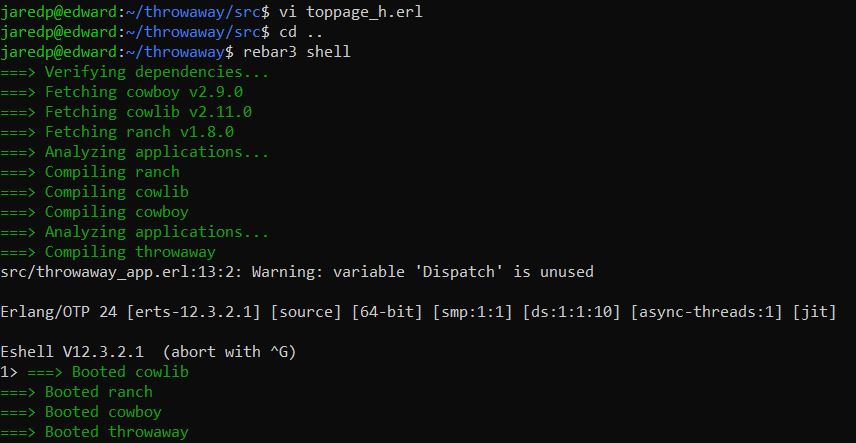 jaredp@edward:~/throwaway/src$ vi toppage_h.erl
jaredp@edward:~/throwaway/src$ cd ..
jaredp@edward:~/throwaway$ rebar3 shell
===> Verifying dependencies...
===> Fetching cowboy v2.9.0
===> Fetching cowlib v2.11.0
===> Fetching ranch v1.8.0
===> Analyzing applications...
===> Compiling ranch
===> Compiling cowlib
===> Compiling cowboy
===> Analyzing applications...
===> Compiling throwaway
src/throwaway_app.erl:13:2: Warning: variable 'Dispatch' is unused
Erlang/OTP 24 [erts-12.3.2.1] [source] [64-bit] [smp:1:1] [ds:1:1:10] [async-threads:1] [jit]
Eshell V12.3.2.1  (abort with ^G)
1> ===> Booted cowlib
===> Booted ranch
===> Booted cowboy
===> Booted throwaway